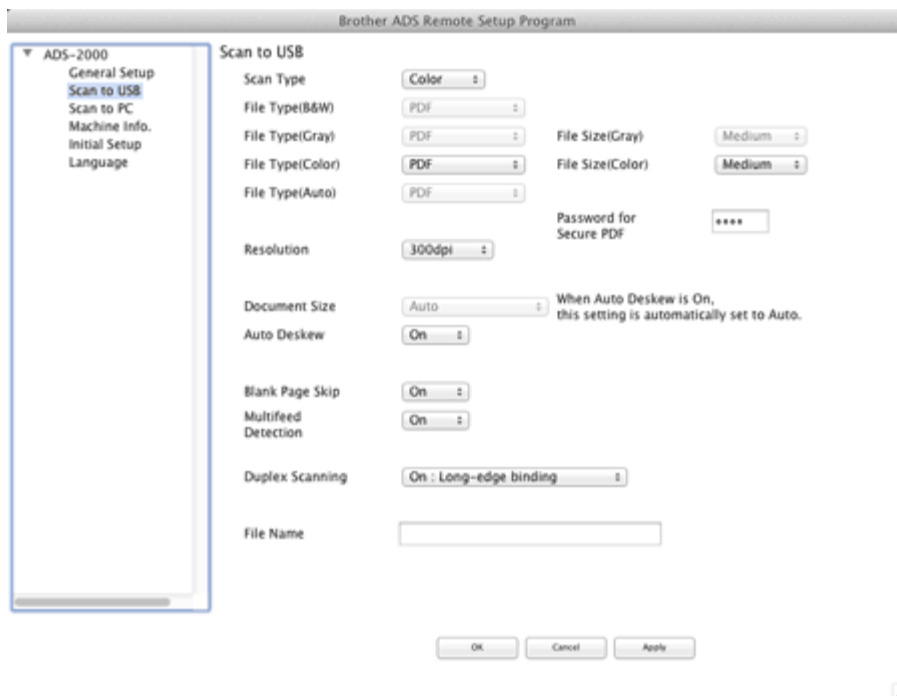 Brother ADS Remote Setup Program
ADS-2000
General Setup
Scan to USB
Scan to PC
Machine Info.
Initial Setup
Language
Scan to USB
Scan Type Color
File Type(B&W) PDF
File Type(Gray) PDF File Size(Gray) Medium
File Type(Color) PDF File Size(Color) Medium
File Type(Auto) PDF
Password for
Secure PDF ••••
Resolution 300dpi
Document Size Auto When Auto Deskew is On,
this setting is automatically set to Auto.
Auto Deskew On
Blank Page Skip On
Multifeed
Detection On
Duplex Scanning On : Long-edge binding
File Name
OK Cancel Apply